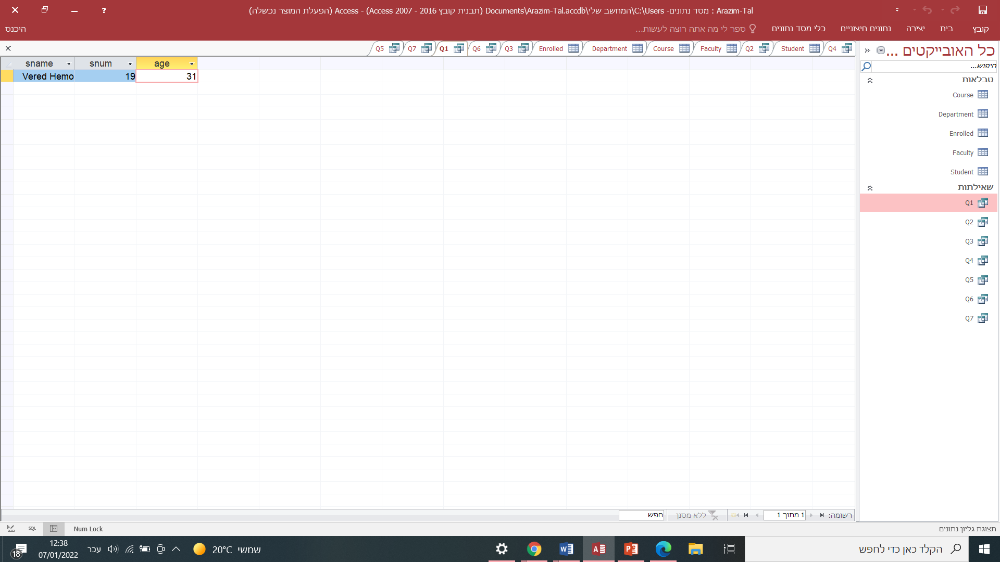 Arazim-Tal : מסד נתונים- C:\Users\המחשב שלי\Documents\Arazim-Tal.accdb (תבנית קובץ Access 2007 - 2016) - Access (הפעלת המוצר נכשלה)
קובץ
בית
יצירה
נתונים חיצוניים
כלי מסד נתונים
ספר לי מה אתה רוצה לעשות...
היכנס
כל האובייקטים ...
חיפוש...
טבלאות
Course
Department
Enrolled
Faculty
Student
שאילתות
Q1
Q2
Q3
Q4
Q5
Q6
Q7
Q5 Q7 Q1 Q6 Q3 Enrolled Department Course Faculty Q2 Student Q4
sname snum age
Vered Hemo 19 31
רשומה: 1 מתוך 1 ללא מסנן חפש
תצוגת גליון נתונים
SQL
Num Lock
הקלד כאן כדי לחפש
20°C שמשי
עבר
12:38
07/01/2022
18